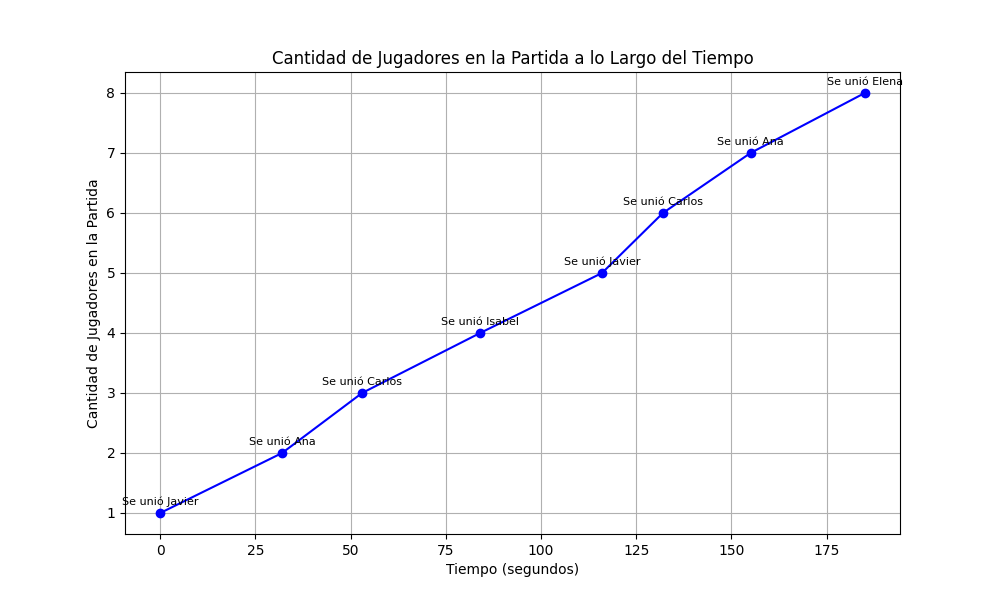 Cantidad de Jugadores en la Partida a lo Largo del Tiempo
Cantidad de Jugadores en la Partida
8
7
6
5
4
3
2
1
Se unió Elena
Se unió Ana
Se unió Carlos
Se unió Javier
Se unió Isabel
Se unió Carlos
Se unió Ana
Se unió Javier
0 25 50 75 100 125 150 175
Tiempo (segundos)